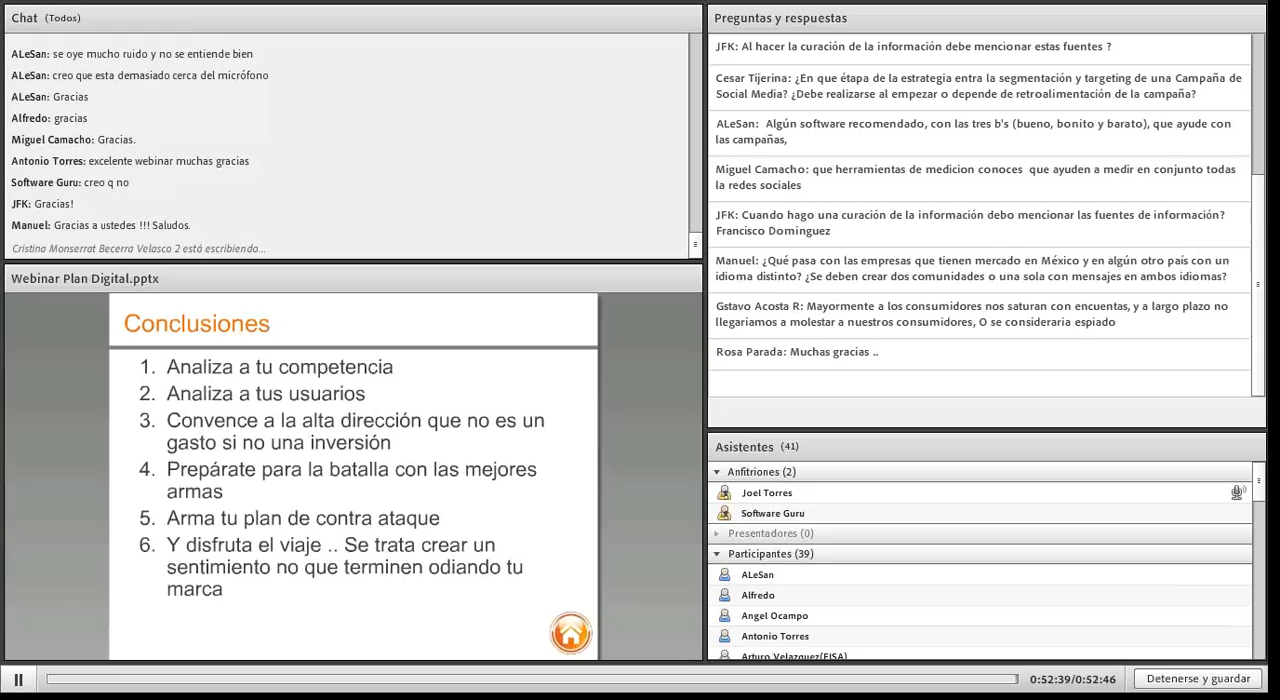 Chat (Todos)
ALeSan: se oye mucho ruido y no se entiende bien
ALeSan: creo que esta demasiado cerca del micrófono
ALeSan: Gracias
Alfredo: gracias
Miguel Camacho: Gracias.
Antonio Torres: excelente webinar muchas gracias
Software Guru: creo q no
JFK: Gracias!
Manuel: Gracias a ustedes !!! Saludos.
Cristina Monserrat Becerra Velasco 2 está escribiendo...
Webinar Plan Digital.pptx
Conclusiones
1. Analiza a tu competencia
2. Analiza a tus usuarios
3. Convence a la alta dirección que no es un
gasto si no una inversión
4. Prepárate para la batalla con las mejores
armas
5. Arma tu plan de contra ataque
6. Y disfruta el viaje .. Se trata crear un
sentimiento no que terminen odiando tu
marca
Preguntas y respuestas
JFK: Al hacer la curación de la información debe mencionar estas fuentes ?
Cesar Tijerina: ¿En que étapa de la estrategia entra la segmentación y targeting de una Campaña de
Social Media? ¿Debe realizarse al empezar o depende de retroalimentación de la campaña?
ALeSan: Algún software recomendado, con las tres b's (bueno, bonito y barato), que ayude con
las campañas,
Miguel Camacho: que herramientas de medicion conoces que ayuden a medir en conjunto todas
la redes sociales
JFK: Cuando hago una curación de la información debo mencionar las fuentes de información?
Francisco Dominguez
Manuel: ¿Qué pasa con las empresas que tienen mercado en México y en algún otro país con un
idioma distinto? ¿Se deben crear dos comunidades o una sola con mensajes en ambos idiomas?
Gstavo Acosta R: Mayormente a los consumidores nos saturan con encuentas, y a largo plazo no
llegariamos a molestar a nuestros consumidores, O se consideraria espiado
Rosa Parada: Muchas gracias ..
Asistentes (41)
Anfitriones (2)
Joel Torres
Software Guru
Presentadores (0)
Participantes (39)
ALeSan
Alfredo
Angel Ocampo
Antonio Torres
Arturo Velazquez(FISA)
0:52:39/0:52:46
Detenerse y guardar